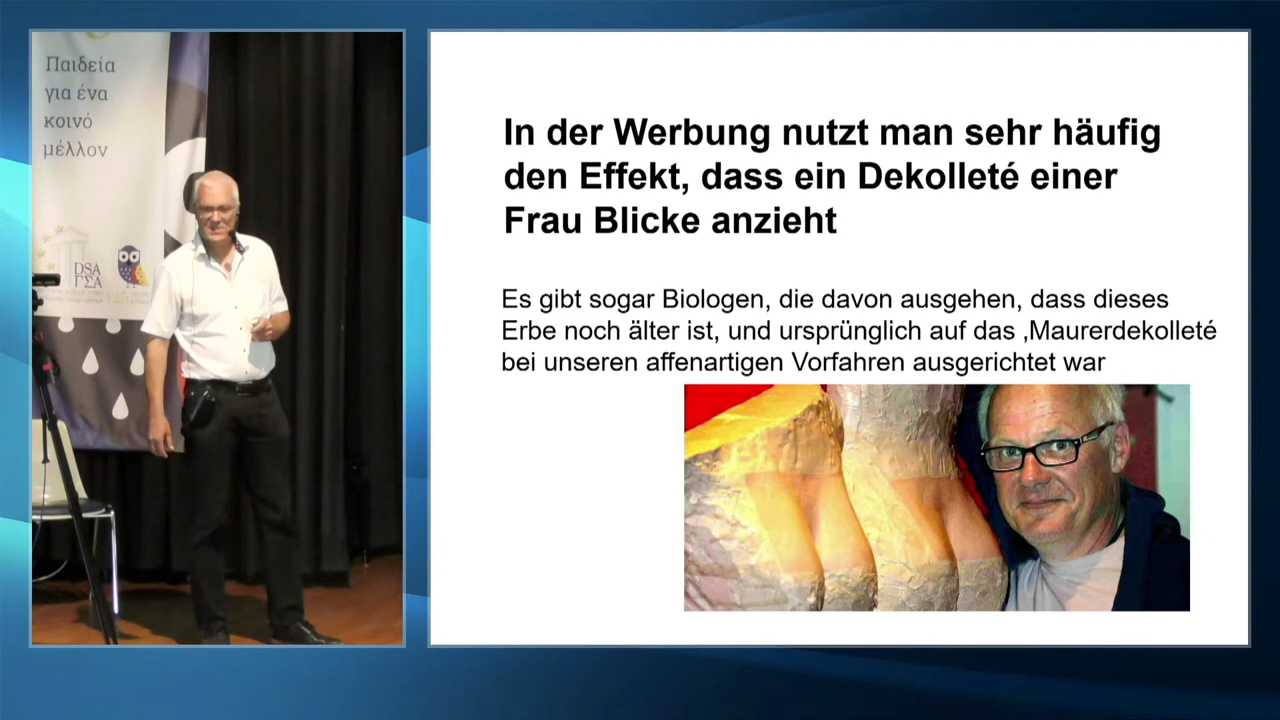 Παιδεία
για ένα
κοινό
μέλλον
DSA
ΓΣΑ
In der Werbung nutzt man sehr häufig
den Effekt, dass ein Dekolleté einer
Frau Blicke anzieht
Es gibt sogar Biologen, die davon ausgehen, dass dieses
Erbe noch älter ist, und ursprünglich auf das ‚Maurerdekolleté
bei unseren affenartigen Vorfahren ausgerichtet war